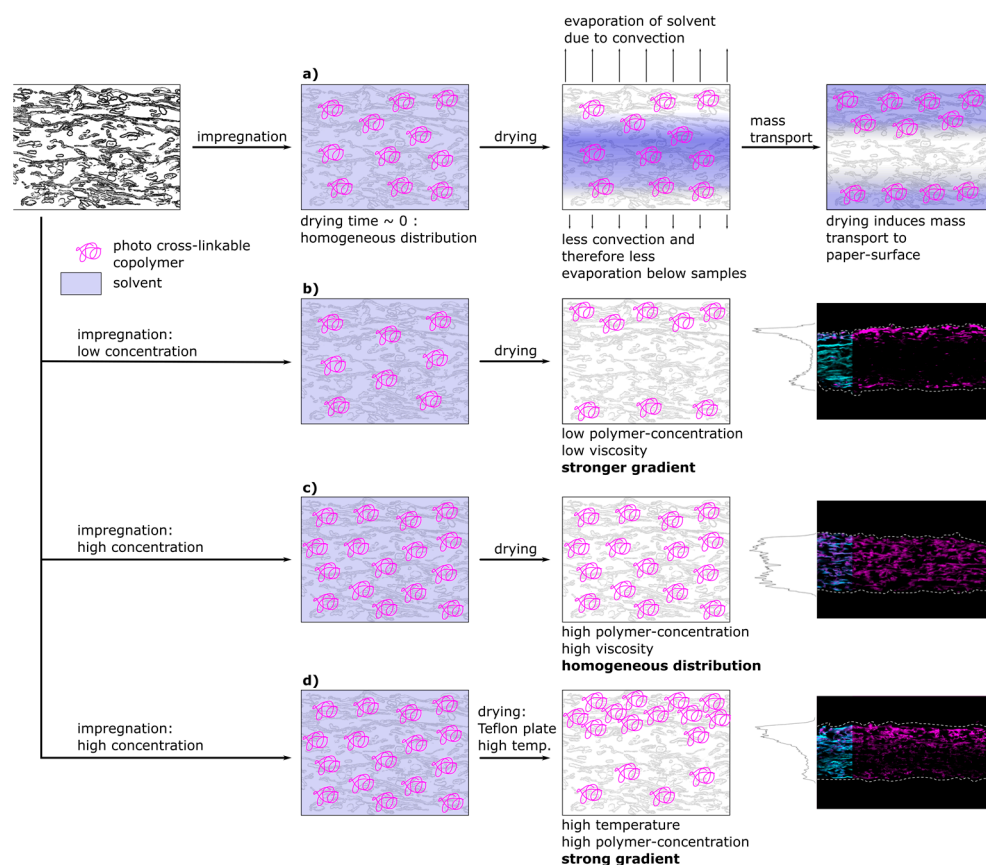 evaporation of solvent
due to convection
a)
impregnation
drying
mass
transport
drying time ~ 0 :
homogeneous distribution
less convection and
therefore less
evaporation below samples
drying induces mass
transport to
paper-surface
photo cross-linkable
copolymer
solvent
b)
impregnation:
low concentration
drying
low polymer-concentration
low viscosity
stronger gradient
c)
impregnation:
high concentration
drying
high polymer-concentration
high viscosity
homogeneous distribution
d)
impregnation:
high concentration
drying:
Teflon plate
high temp.
high temperature
high polymer-concentration
strong gradient